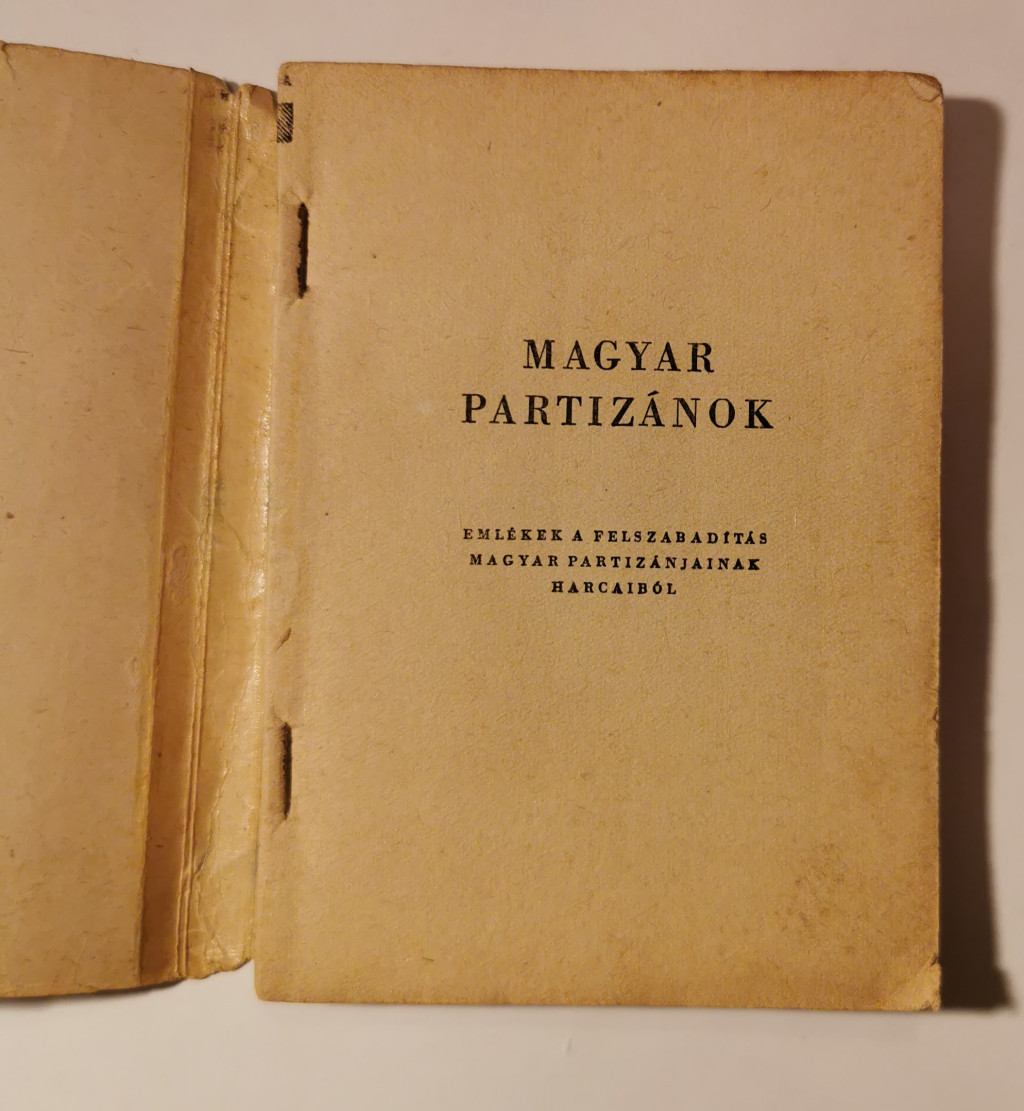 MAGYAR
PARTIZÁNOK
EMLÉKEK A FELSZABADÍTÁS
MAGYAR PARTIZÁNJAINAK
HARCAIBÓL